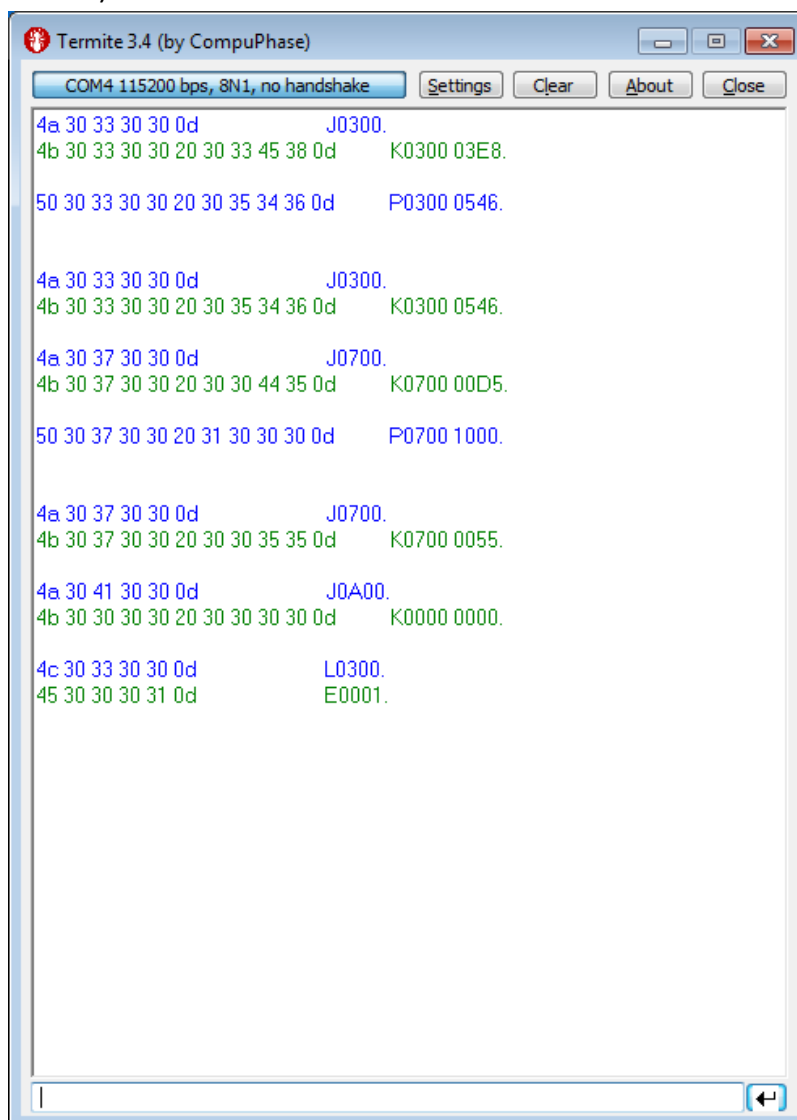 Termite 3.4 (by CompuPhase)
COM4 115200 bps, 8N1, no handshake Settings Clear About Close
4a 30 33 30 30 0d J0300.
4b 30 33 30 30 20 30 33 45 38 0d K0300 03E8.
50 30 33 30 30 20 30 35 34 36 0d P0300 0546.
4a 30 33 30 30 0d J0300.
4b 30 33 30 30 20 30 35 34 36 0d K0300 0546.
4a 30 37 30 30 0d J0700.
4b 30 37 30 30 20 30 30 44 35 0d K0700 00D5.
50 30 37 30 30 20 31 30 30 30 0d P0700 1000.
4a 30 37 30 30 0d J0700.
4b 30 37 30 30 20 30 30 35 35 0d K0700 0055.
4a 30 41 30 30 0d J0A00.
4b 30 30 30 30 20 30 30 30 30 0d K0000 0000.
4c 30 33 30 30 0d L0300.
45 30 30 30 31 0d E0001.